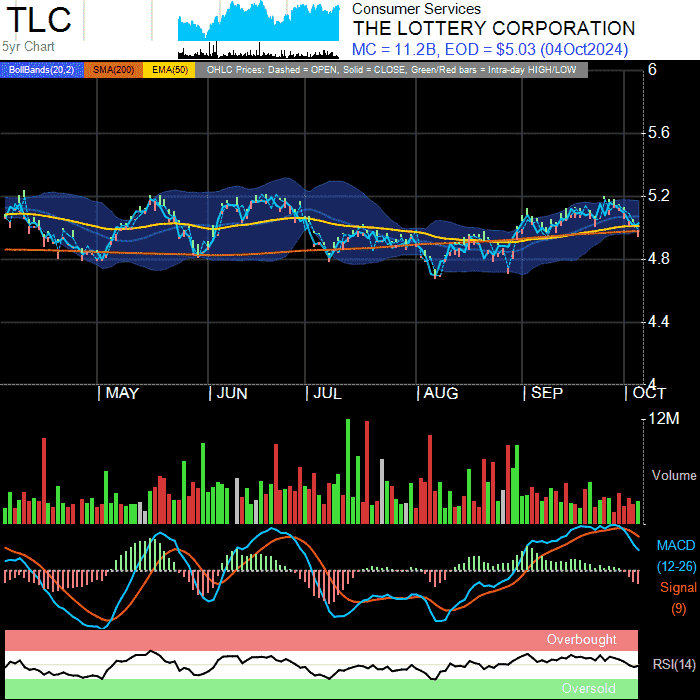 TLC
5yr Chart
Consumer Services
THE LOTTERY CORPORATION
MC = 11.2B, EOD = $5.03 (04Oct2024)
BollBands(20,2) SMA(200) EMA(50) OHLC Prices: Dashed = OPEN, Solid = CLOSE, Green/Red bars = Intra-day HIGH/LOW
6
5.6
5.2
4.8
4.4
4
MAY JUN JUL AUG SEP OCT
12M
Volume
MACD
(12-26)
Signal
(9)
Overbought
RSI(14)
Oversold